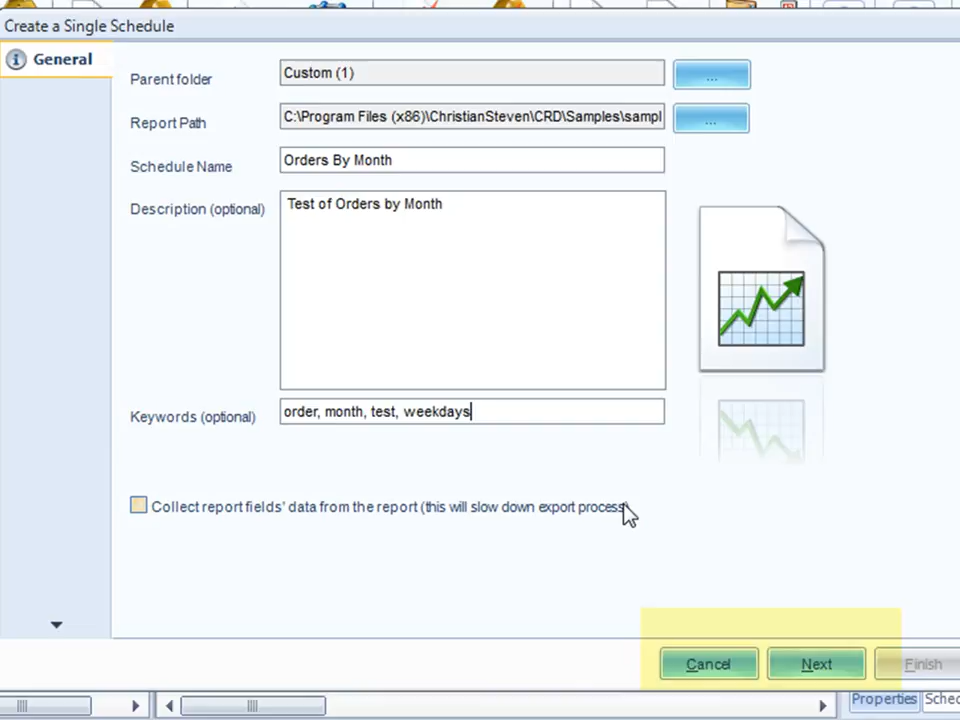 Create a Single Schedule
General
Parent folder
Custom (1)
...
Report Path
C:\Program Files (x86)\ChristianSteven\CRD\Samples\sampl
...
Schedule Name
Orders By Month
Description (optional)
Test of Orders by Month
Keywords (optional)
order, month, test, weekdays
Collect report fields' data from the report (this will slow down export process)
Cancel
Next
Finish
Properties
Sched